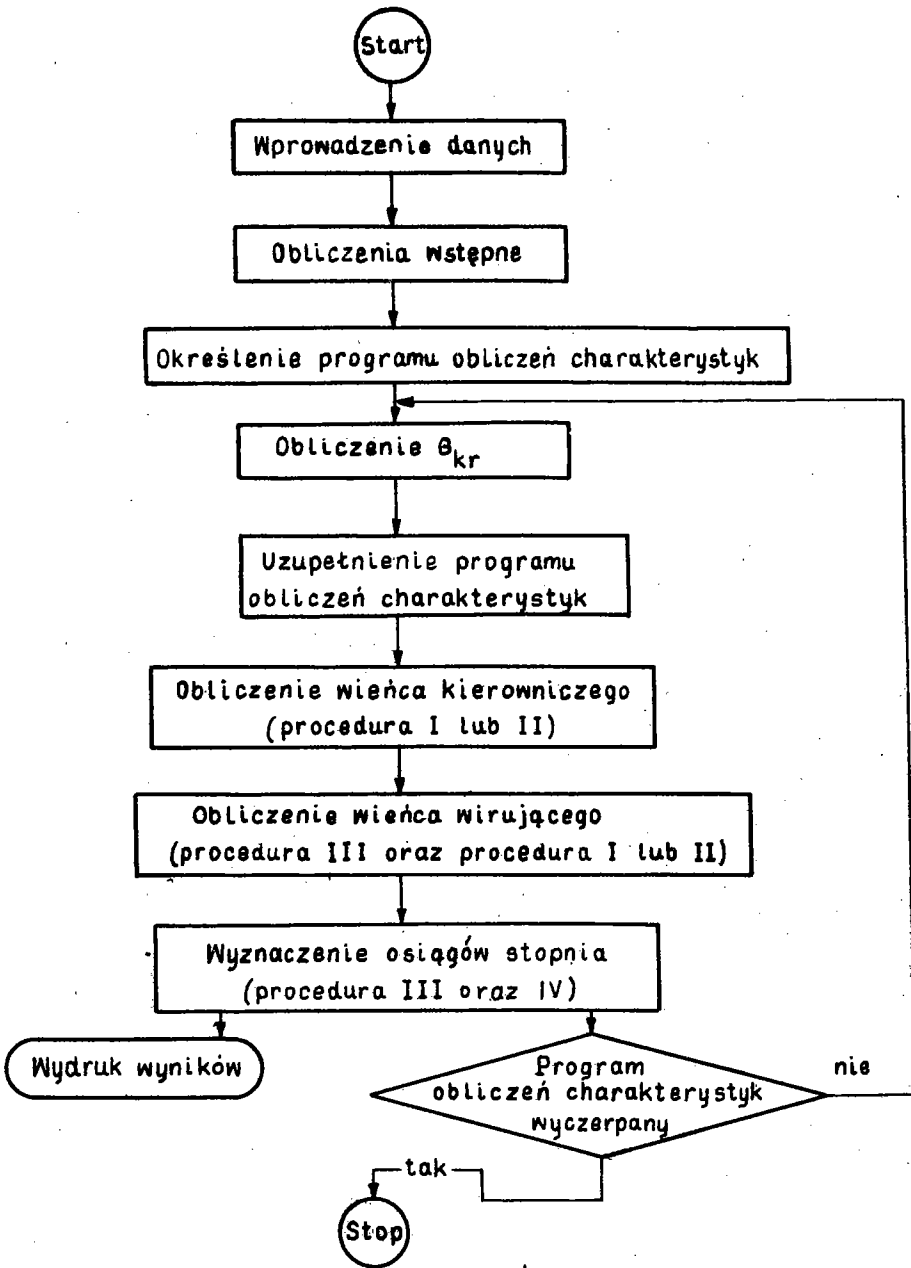 Start
Wprowadzenie danych
Obliczenia wstępne
Określenie programu obliczeń charakterystyk
Obliczenie B_kr
Uzupełnienie programu
obliczeń charakterystyk
Obliczenie wieńca kierowniczego
(procedura I lub II)
Obliczenie wieńca wirującego
(procedura III oraz procedura I lub II)
Wyznaczenie osiągów stopnia
(procedura III oraz IV)
Wydruk wyników
Program
obliczeń charakterystyk
wyczerpany
nie
tak
Stop